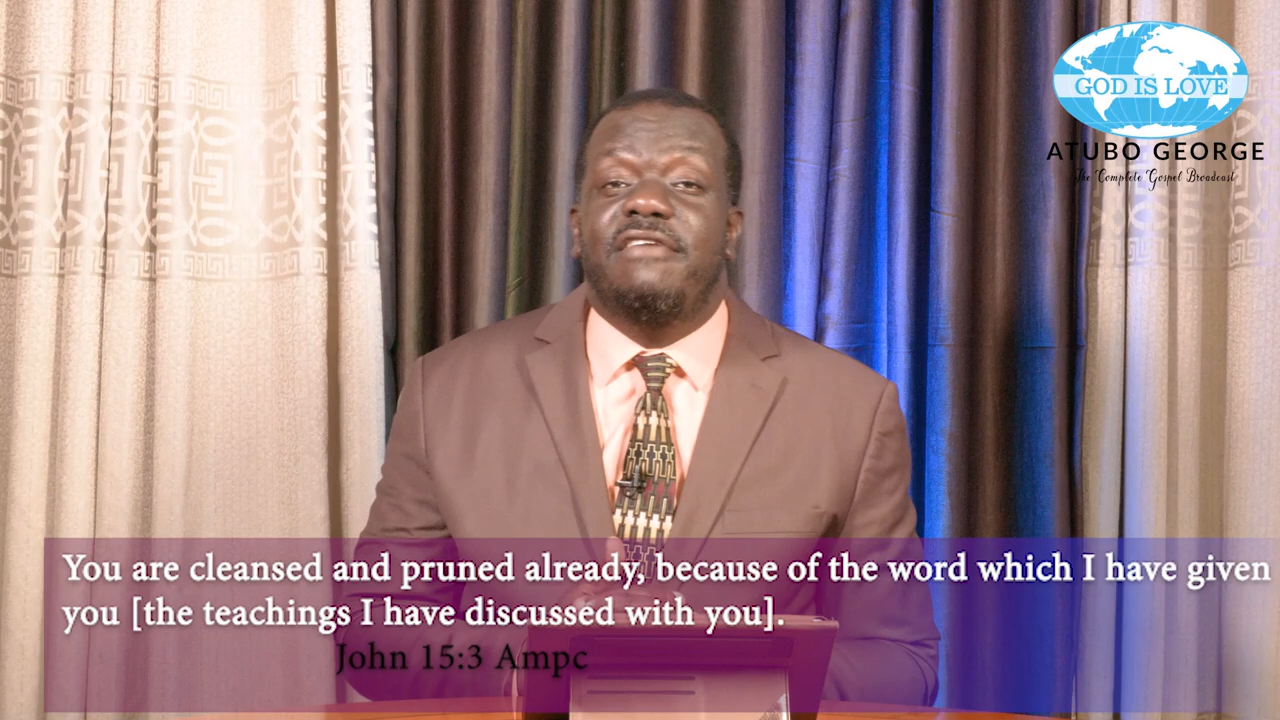 GOD IS LOVE
ATUBO GEORGE
The Complete Gospel Broadcast
You are cleansed and pruned already, because of the word which I have given
you [the teachings I have discussed with you].
John 15:3 Ampc